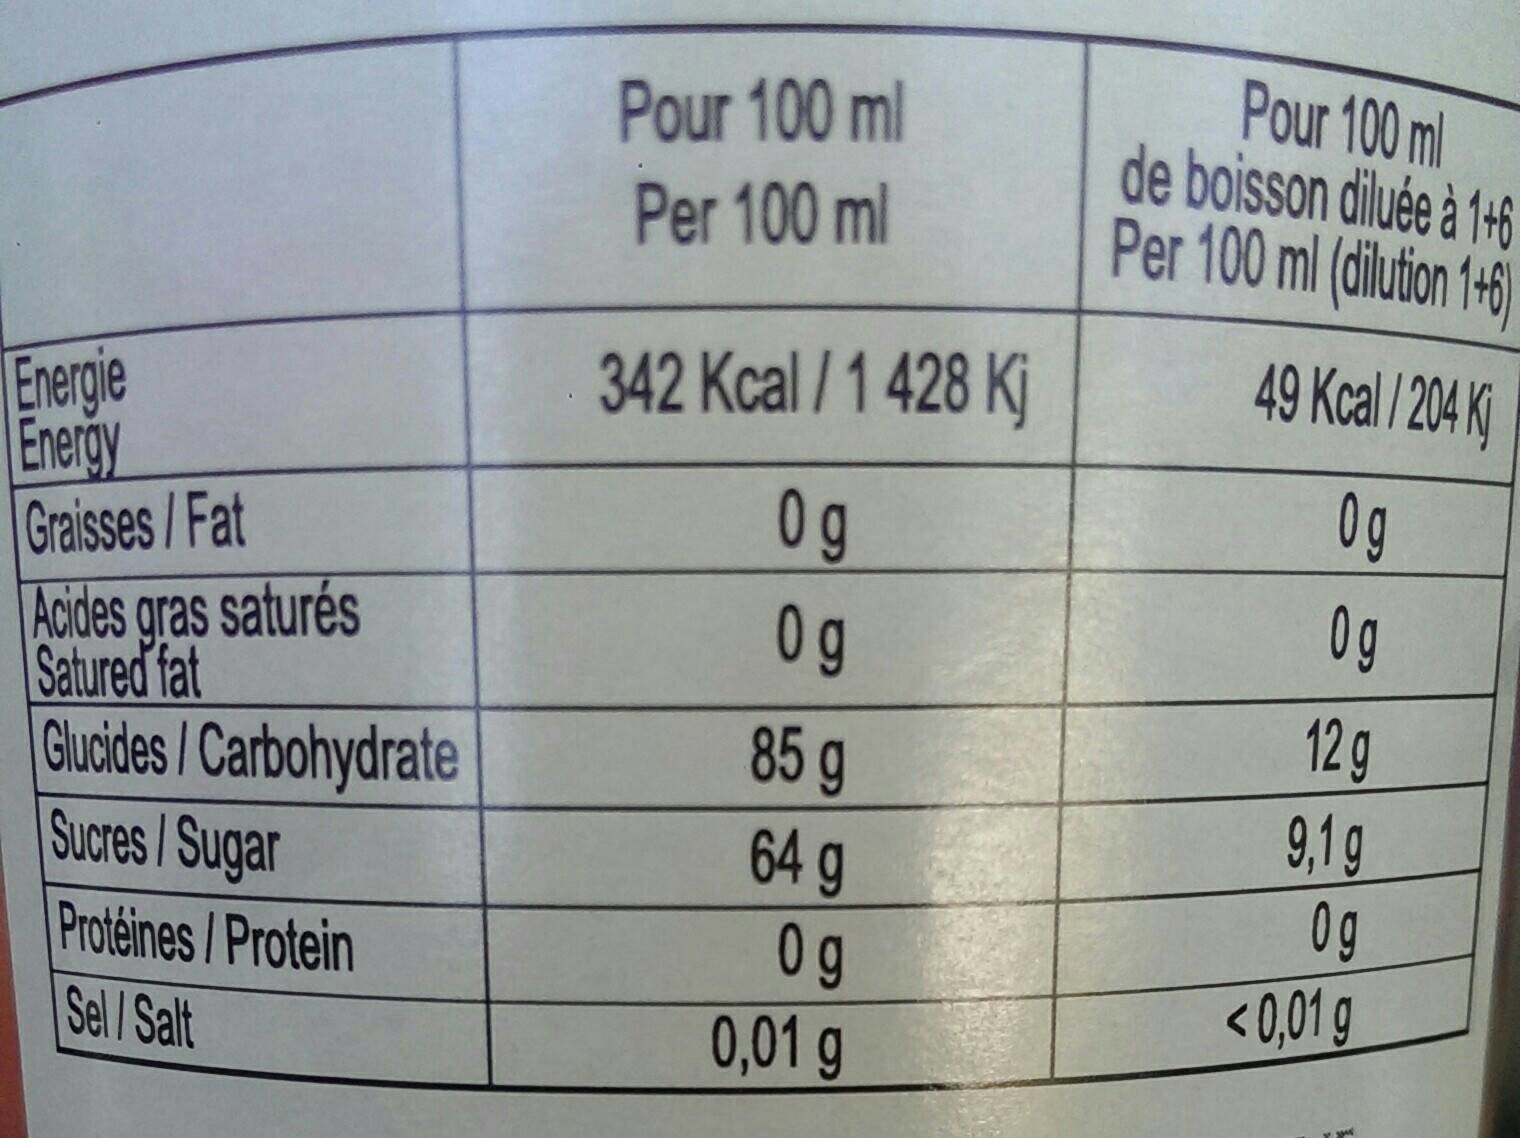 Pour 100 ml
Per 100 ml
Pour 100 ml
de boisson diluée à 1+6
Per 100 ml (dilution 1+6)
Energie
Energy
342 Kcal / 1 428 Kj
49 Kcal / 204 Kj
Graisses / Fat
0 g
0 g
Acides gras saturés
Satured fat
0 g
0 g
Glucides / Carbohydrate
85 g
12 g
Sucres / Sugar
64 g
9,1 g
Protéines / Protein
0 g
0 g
Sel / Salt
0,01 g
< 0,01 g